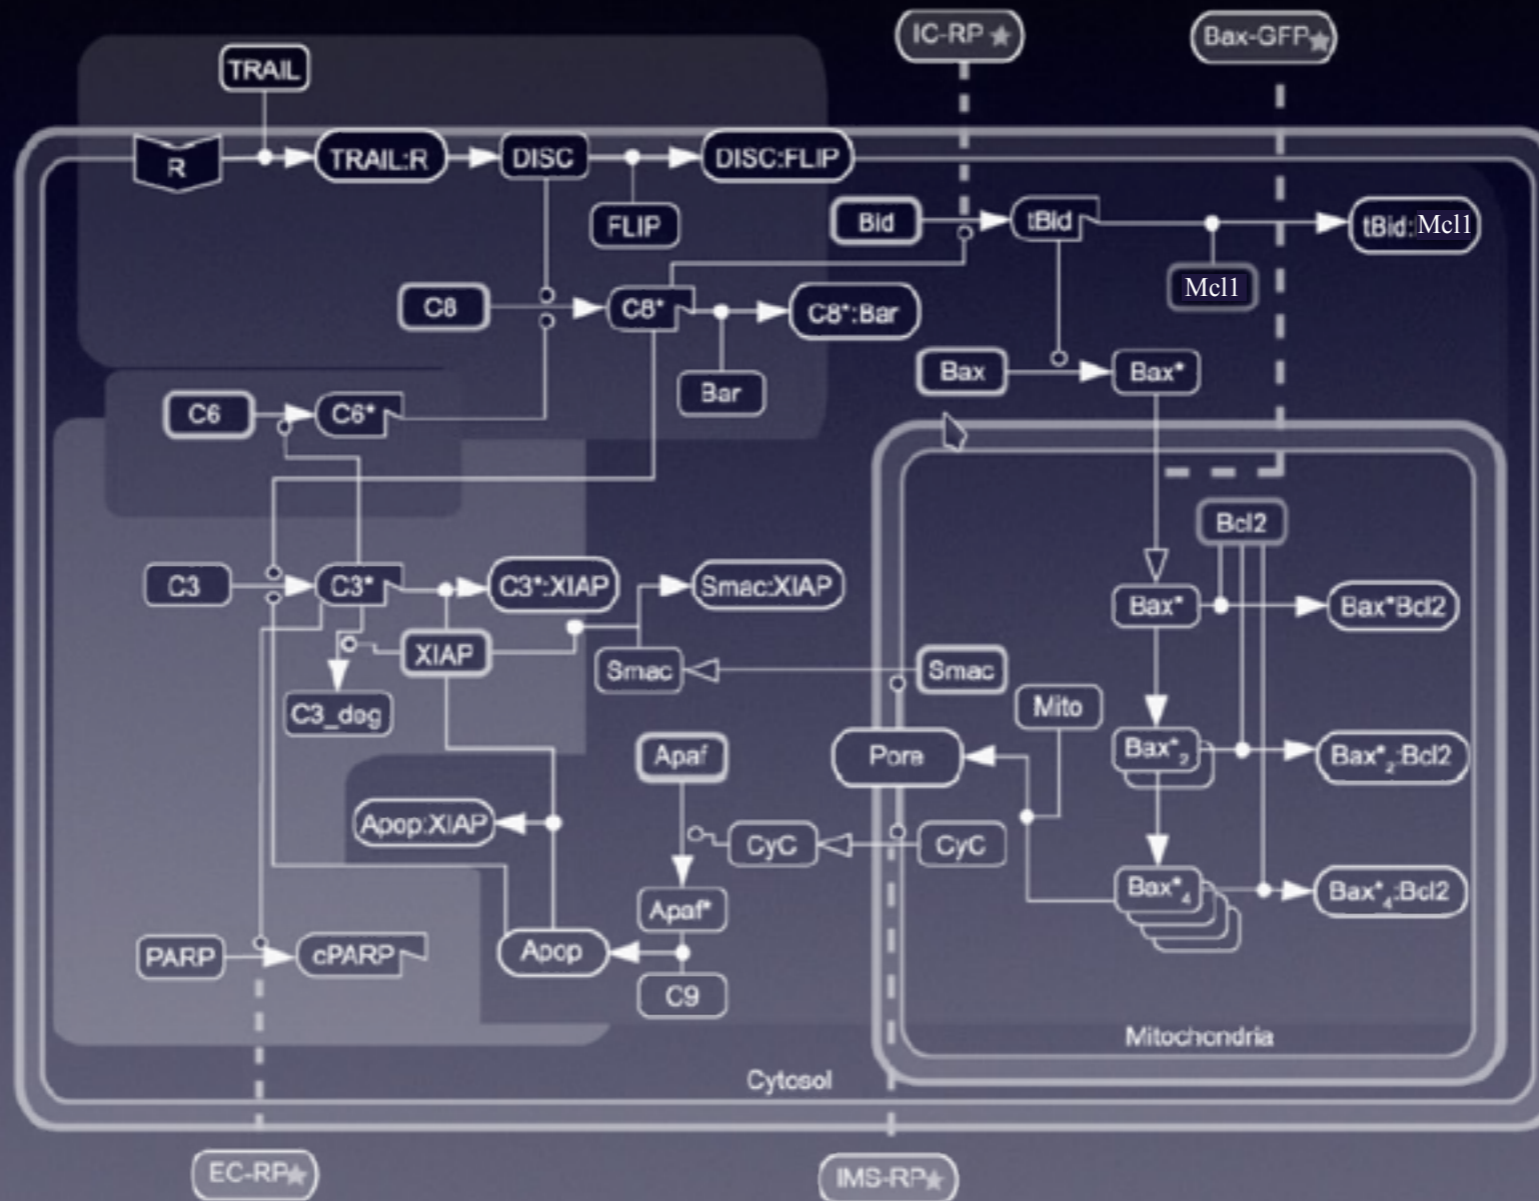 IC-RP
Bax-GFP
TRAIL
R
TRAIL:R
DISC
DISC:FLIP
FLIP
Bid
tBid
tBid:Mcl1
Mcl1
C8
C8*
C8*:Bar
Bar
Bax
Bax*
C6
C6*
Bcl2
C3
C3*
C3*:XIAP
Smac:XIAP
Bax*
Bax*Bcl2
XIAP
Smac
Smac
C3_deg
Mito
Apaf
Pore
Bax*2
Bax*2:Bcl2
Apop:XIAP
CyC
CyC
Apaf*
Bax*4
Bax*4:Bcl2
PARP
cPARP
Apop
C9
Mitochondria
Cytosol
EC-RP
IMS-RP